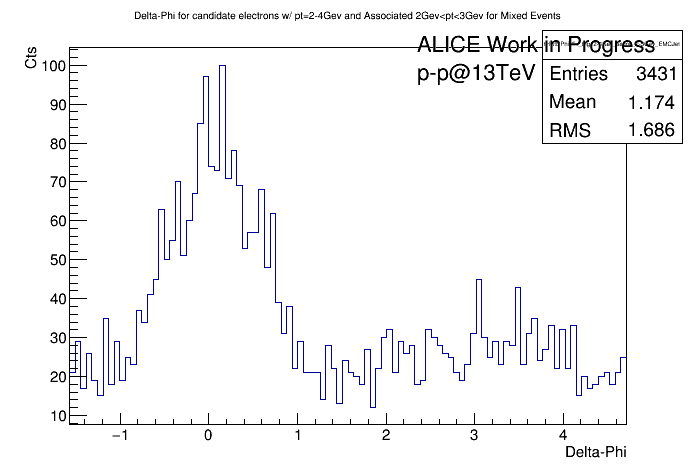 Delta-Phi for candidate electrons w/ pt=2-4Gev and Associated 2Gev<pt<3Gev for Mixed Events
ALICE Work in Progress
p-p@13TeV
Entries 3431
Mean 1.174
RMS 1.686
Cts
100
90
80
70
60
50
40
30
20
10
−1 0 1 2 3 4
Delta-Phi